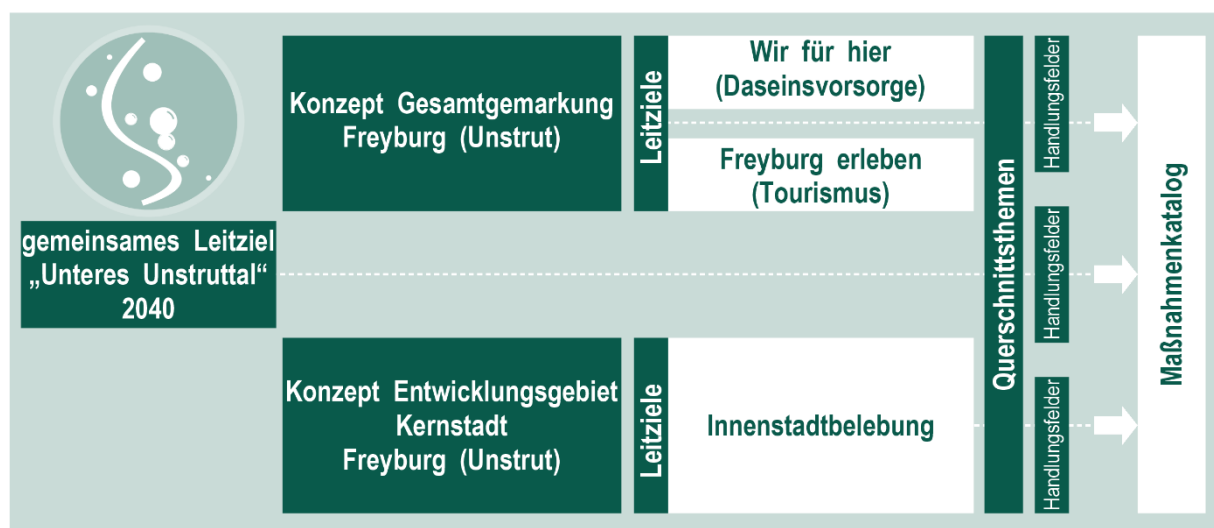 gemeinsames Leitziel
„Unteres Unstruttal“
2040
Konzept Gesamtgemarkung
Freyburg (Unstrut)
Leitziele
Wir für hier
(Daseinsvorsorge)
Freyburg erleben
(Tourismus)
Konzept Entwicklungsgebiet
Kernstadt
Freyburg (Unstrut)
Leitziele
Innenstadtbelebung
Querschnittsthemen
Handlungsfelder
Handlungsfelder
Handlungsfelder
Maßnahmenkatalog